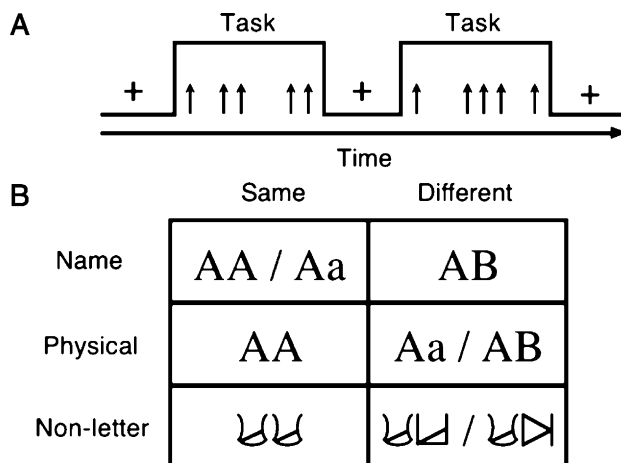 A
Task Task
+ + +
Time
B
Same Different
Name AA / Aa AB
Physical AA Aa / AB
Non-letter /